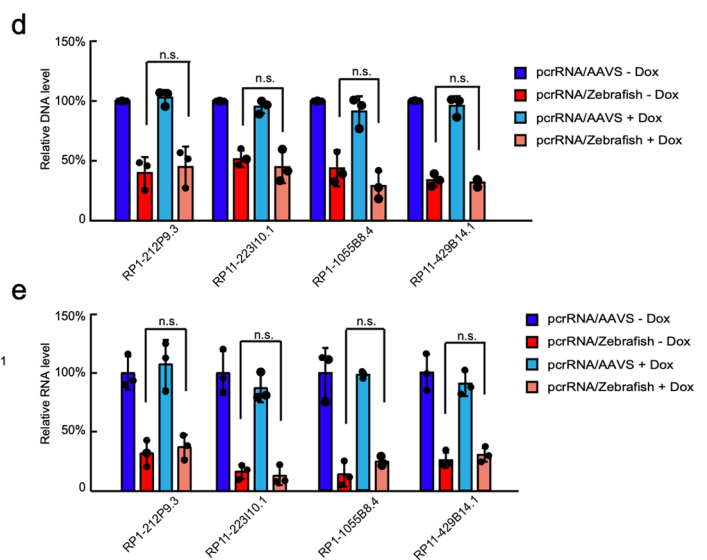 d
150%
100%
50%
0
Relative DNA level
n.s.
n.s.
n.s.
n.s.
pcrRNA/AAVS - Dox
pcrRNA/Zebrafish - Dox
pcrRNA/AAVS + Dox
pcrRNA/Zebrafish + Dox
RP1-212P9.3
RP11-223I10.1
RP1-1055B8.4
RP11-429B14.1
e
150%
100%
50%
0
Relative RNA level
n.s.
n.s.
n.s.
n.s.
pcrRNA/AAVS - Dox
pcrRNA/Zebrafish - Dox
pcrRNA/AAVS + Dox
pcrRNA/Zebrafish + Dox
1
RP1-212P9.3
RP11-223I10.1
RP1-1055B8.4
RP11-429B14.1